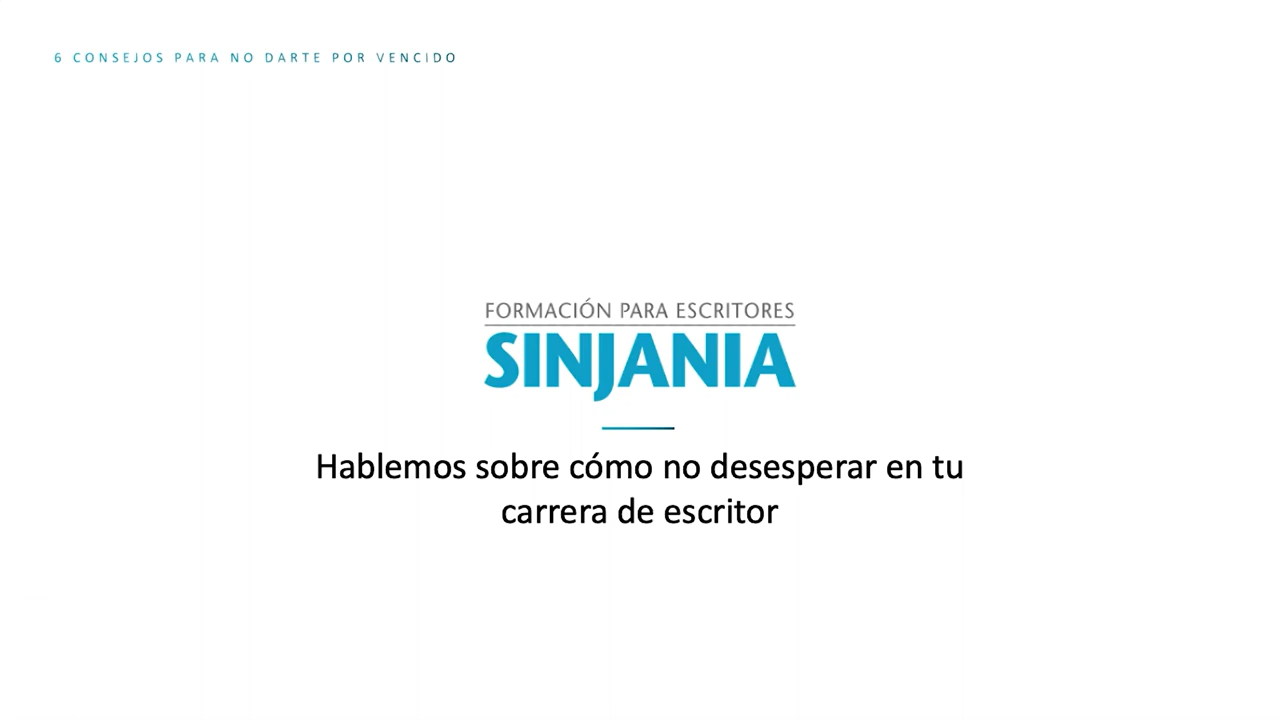 6 CONSEJOS PARA NO DARTE POR VENCIDO
FORMACIÓN PARA ESCRITORES
SINJANIA
Hablemos sobre cómo no desesperar en tu
carrera de escritor